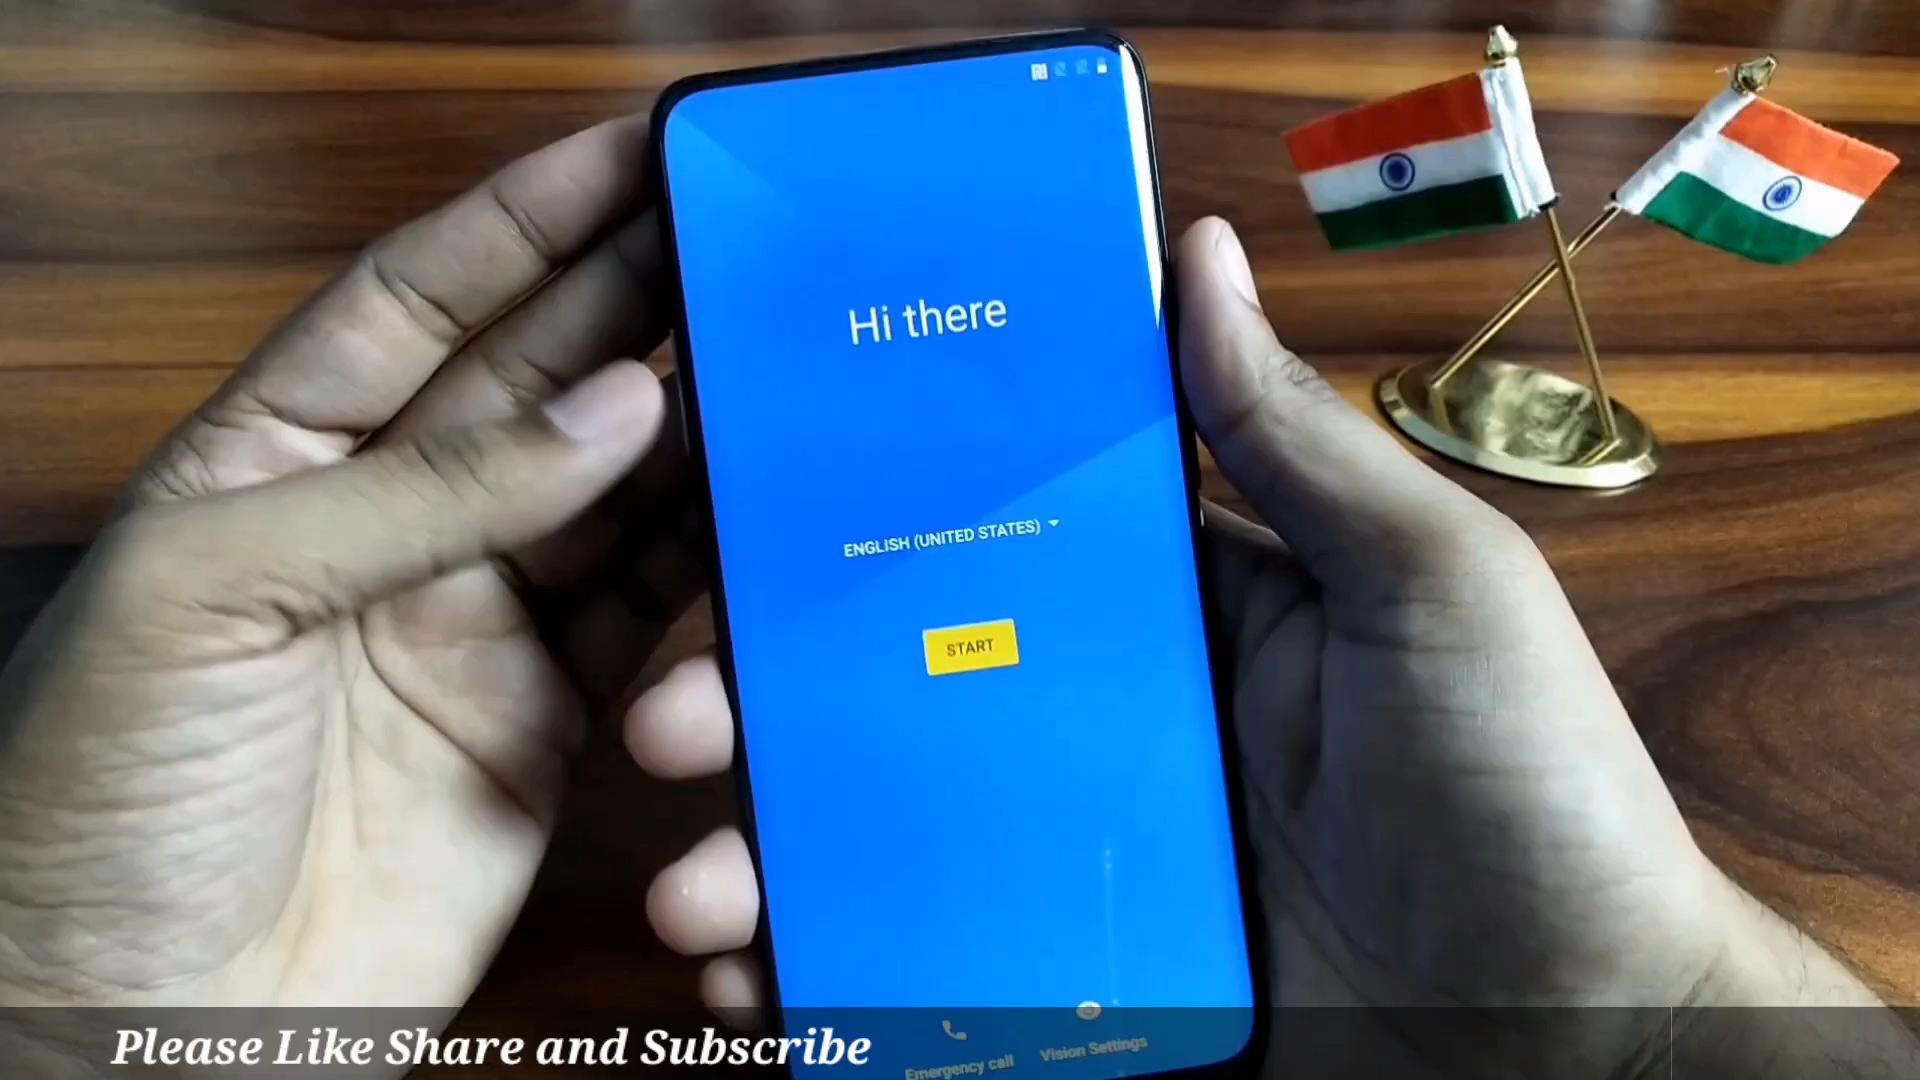 Hi there
ENGLISH (UNITED STATES)
START
Emergency call
Vision Settings
Please Like Share and Subscribe